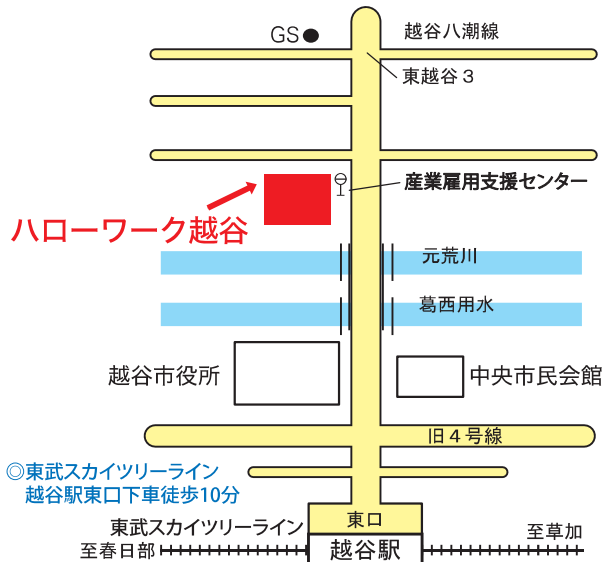 GS
越谷八潮線
東越谷3
産業雇用支援センター
ハローワーク越谷
元荒川
葛西用水
越谷市役所
中央市民会館
旧4号線
◎東武スカイツリーライン
越谷駅東口下車徒歩10分
東口
東武スカイツリーライン
至草加
至春日部
越谷駅